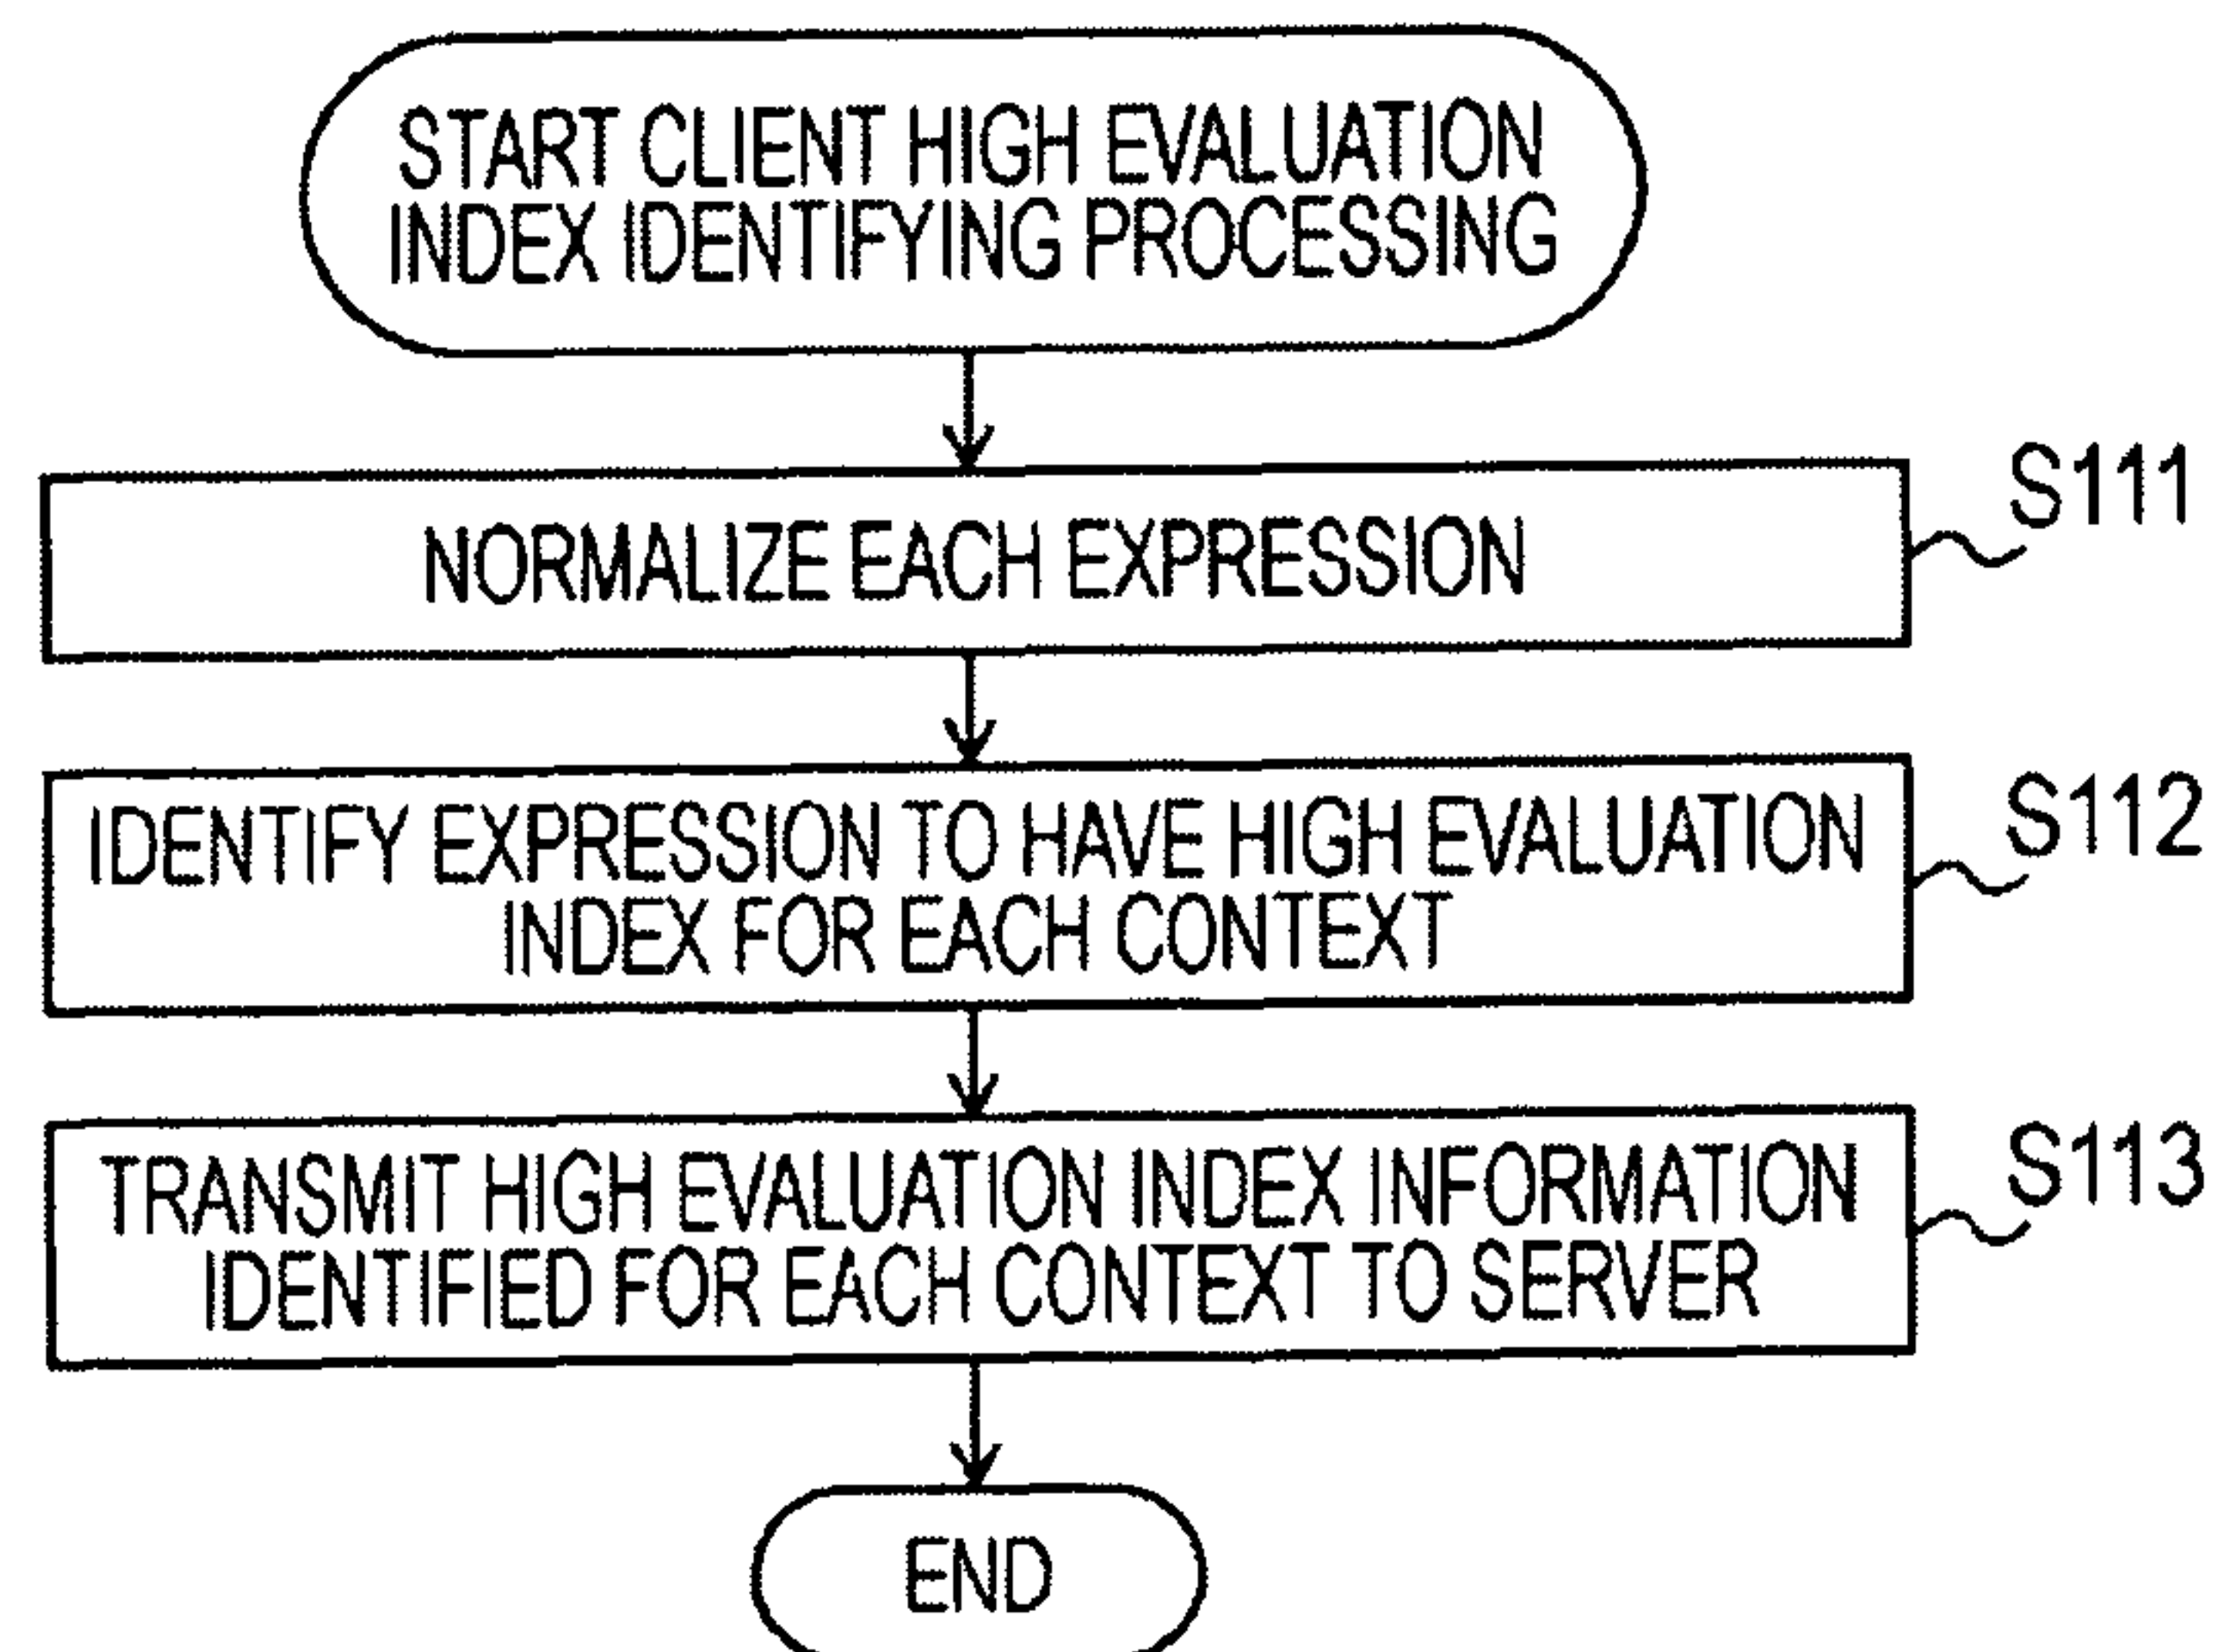 START CLIENT HIGH EVALUATION
INDEX IDENTIFYING PROCESSING
NORMALIZE EACH EXPRESSION
S111
IDENTIFY EXPRESSION TO HAVE HIGH EVALUATION
INDEX FOR EACH CONTEXT
S112
TRANSMIT HIGH EVALUATION INDEX INFORMATION
IDENTIFIED FOR EACH CONTEXT TO SERVER
S113
END